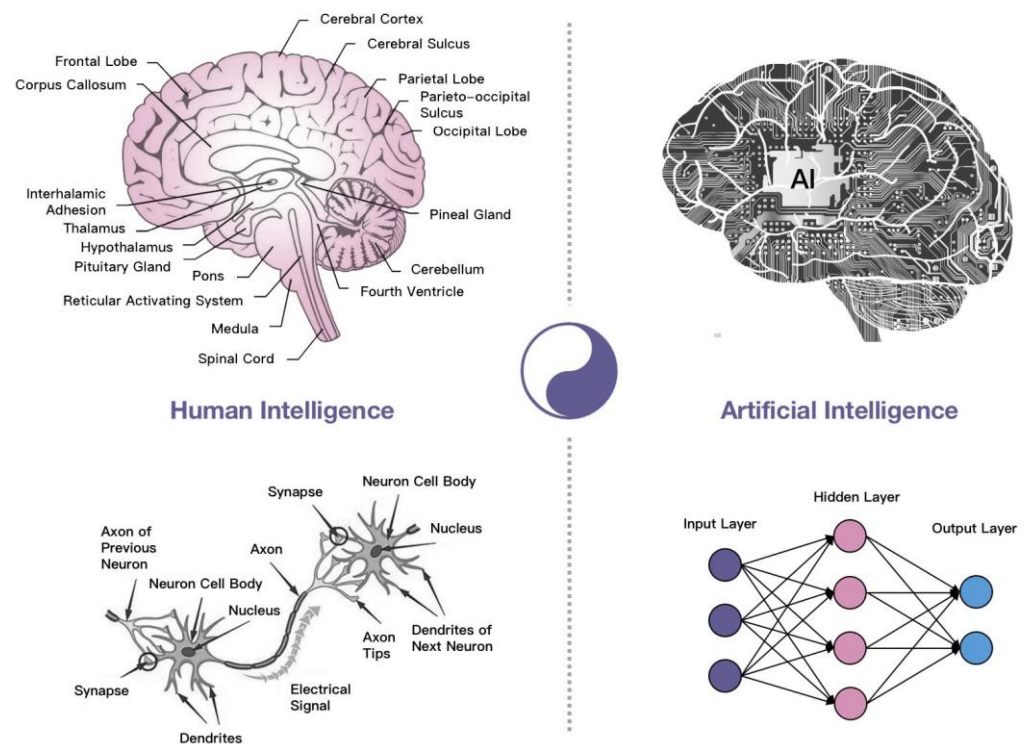 Cerebral Cortex
Cerebral Sulcus
Frontal Lobe
Corpus Callosum
Parietal Lobe
Parieto-occipital
Sulcus
Occipital Lobe
Interhalamic
Adhesion
Thalamus
Hypothalamus
Pituitary Gland
Pons
Reticular Activating System
Medula
Spinal Cord
Pineal Gland
Cerebellum
Fourth Ventricle
AI
Human Intelligence
Artificial Intelligence
Axon of
Previous
Neuron
Neuron Cell Body
Nucleus
Synapse
Dendrites
Axon
Electrical
Signal
Synapse
Neuron Cell Body
Nucleus
Axon
Tips
Dendrites of
Next Neuron
Input Layer
Hidden Layer
Output Layer